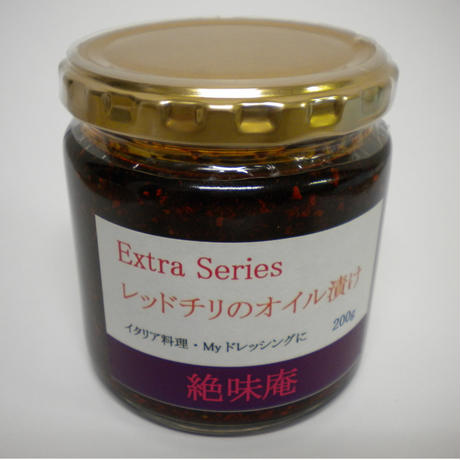 Extra Series
レッドチリのオイル漬け
200g
イタリア料理・Myドレッシングに
絶味庵